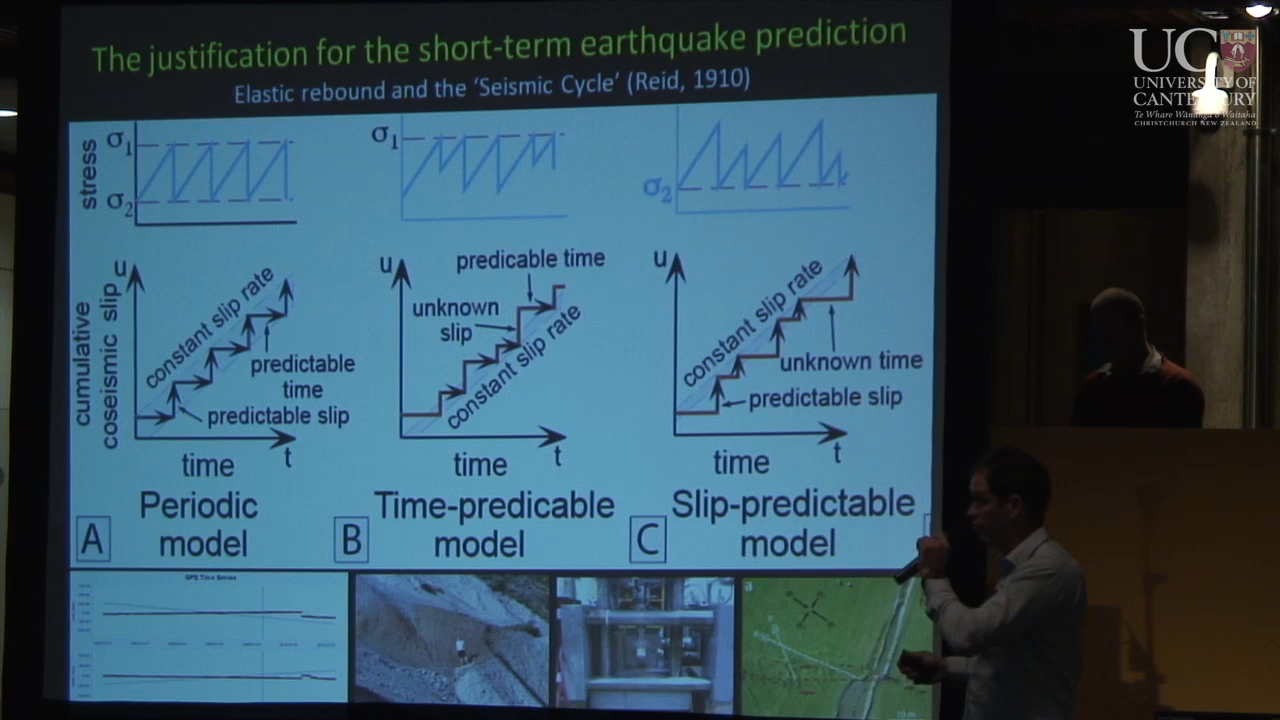 The justification for the short-term earthquake prediction
Elastic rebound and the 'Seismic Cycle' (Reid, 1910)
UC
UNIVERSITY OF
CANTERBURY
Te Whare Wānanga o Waitaha
CHRISTCHURCH NEW ZEALAND
stress
σ1
σ2
σ1
σ2
cumulative
coseismic slip
u
constant slip rate
predictable
time
predictable slip
time
t
u
predicable time
unknown
slip
constant slip rate
time
t
u
constant slip rate
unknown time
predictable slip
time
t
A
Periodic
model
B
Time-predicable
model
C
Slip-predictable
model
GPS Time Series
a